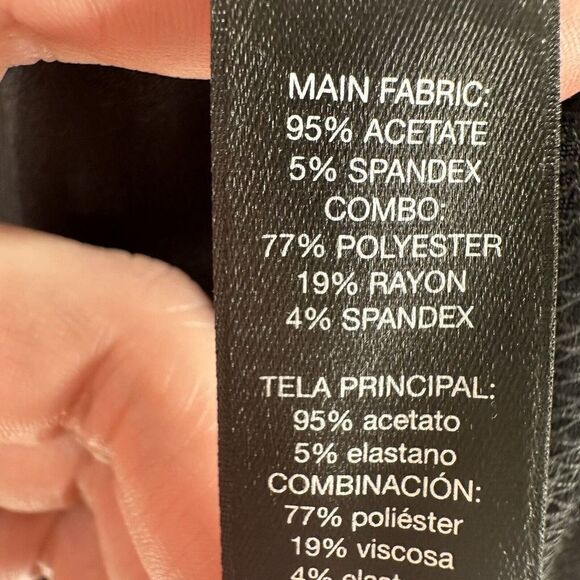 MAIN FABRIC:
95% ACETATE
5% SPANDEX
COMBO:
77% POLYESTER
19% RAYON
4% SPANDEX
TELA PRINCIPAL:
95% acetato
5% elastano
COMBINACIÓN:
77% poliéster
19% viscosa
4%